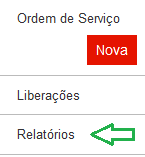 Ordem de Serviço
Nova
Liberações
Relatórios